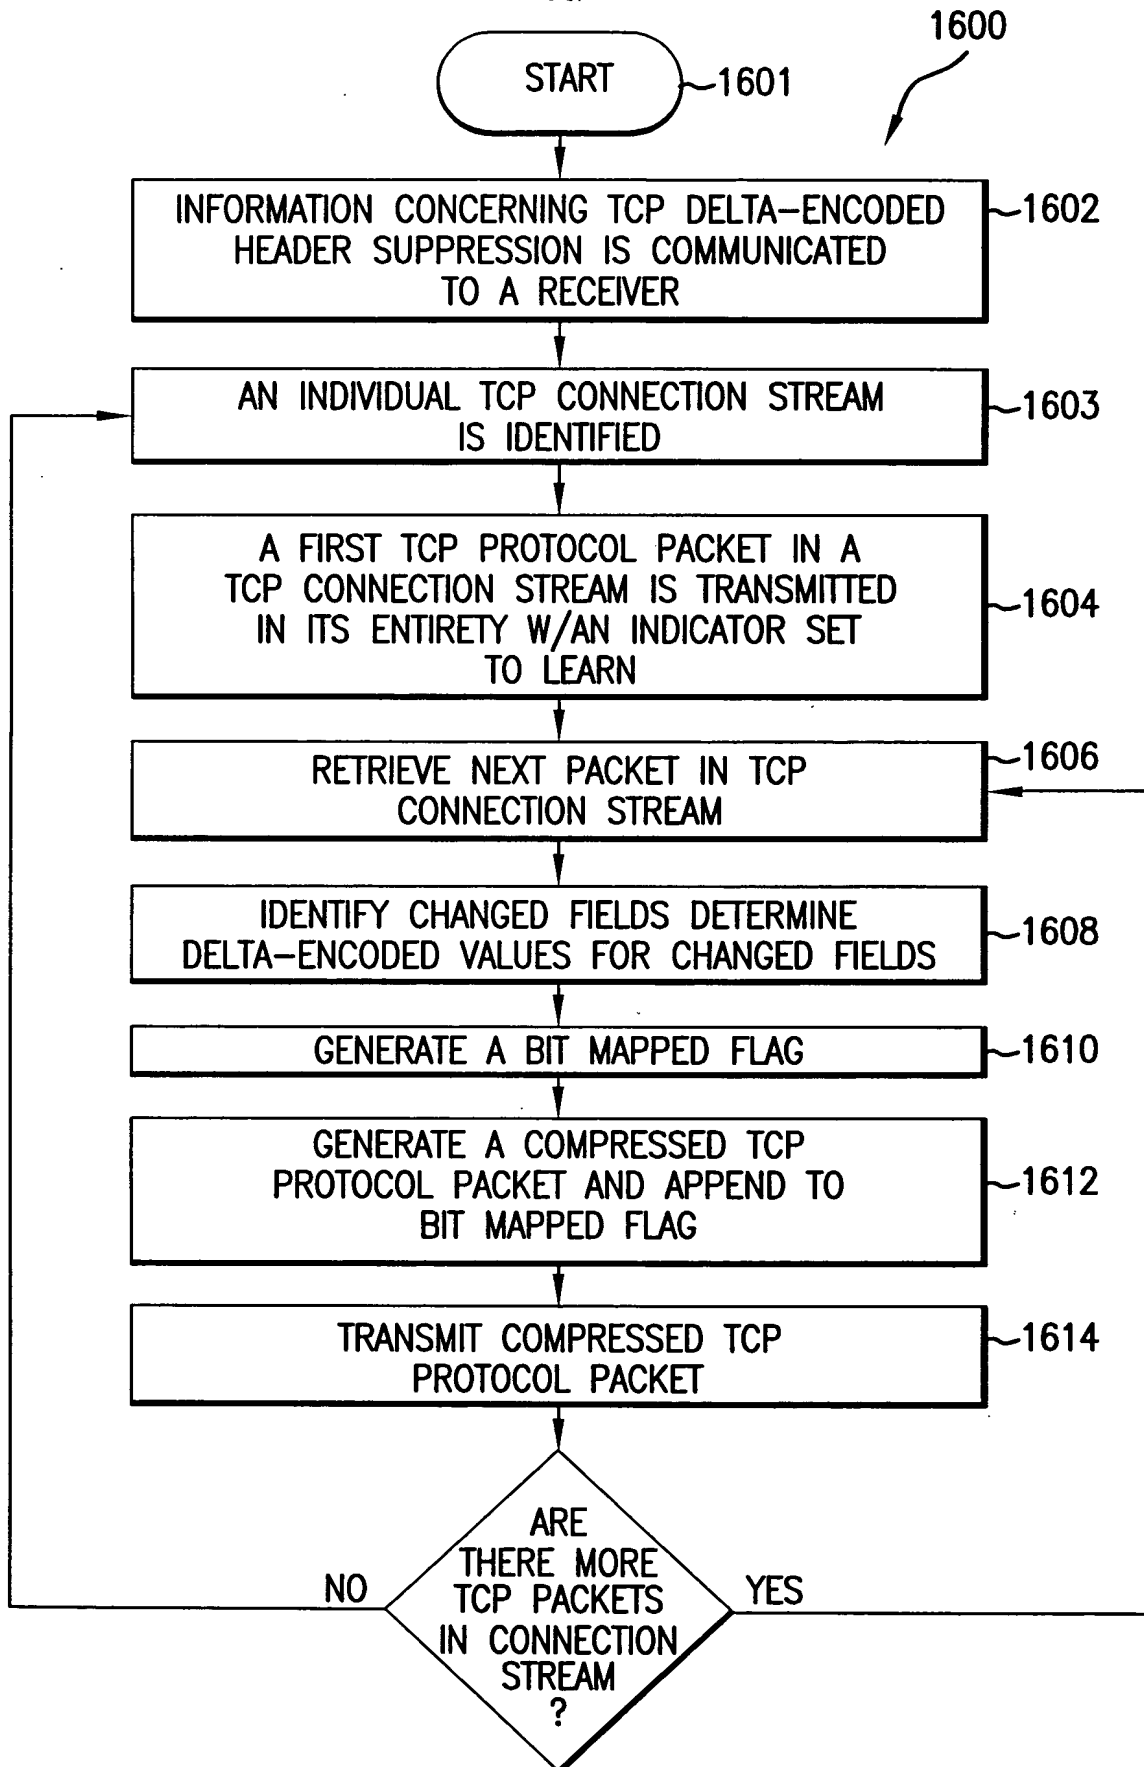 1600
START
1601
INFORMATION CONCERNING TCP DELTA-ENCODED
HEADER SUPPRESSION IS COMMUNICATED
TO A RECEIVER
1602
AN INDIVIDUAL TCP CONNECTION STREAM
IS IDENTIFIED
1603
A FIRST TCP PROTOCOL PACKET IN A
TCP CONNECTION STREAM IS TRANSMITTED
IN ITS ENTIRETY W/AN INDICATOR SET
TO LEARN
1604
RETRIEVE NEXT PACKET IN TCP
CONNECTION STREAM
1606
IDENTIFY CHANGED FIELDS DETERMINE
DELTA-ENCODED VALUES FOR CHANGED FIELDS
1608
GENERATE A BIT MAPPED FLAG
1610
GENERATE A COMPRESSED TCP
PROTOCOL PACKET AND APPEND TO
BIT MAPPED FLAG
1612
TRANSMIT COMPRESSED TCP
PROTOCOL PACKET
1614
ARE
THERE MORE
TCP PACKETS
IN CONNECTION
STREAM
?
NO
YES